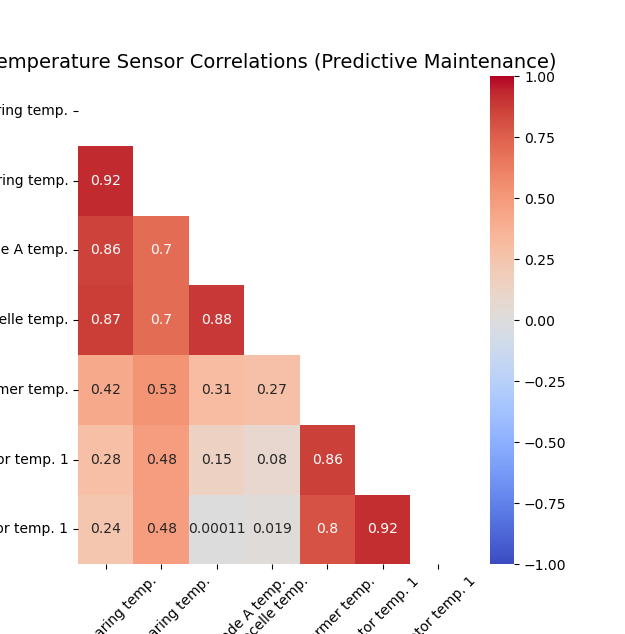 emperature Sensor Correlations (Predictive Maintenance)
ring temp.
ring temp.
0.92
e A temp.
0.86 0.7
elle temp.
0.87 0.7 0.88
mer temp.
0.42 0.53 0.31 0.27
or temp. 1
0.28 0.48 0.15 0.08 0.86
or temp. 1
0.24 0.48 0.00011 0.019 0.8 0.92
aring temp.
aring temp.
de A temp.
celle temp.
rmer temp.
tor temp. 1
tor temp. 1
1.00
0.75
0.50
0.25
0.00
−0.25
−0.50
−0.75
−1.00